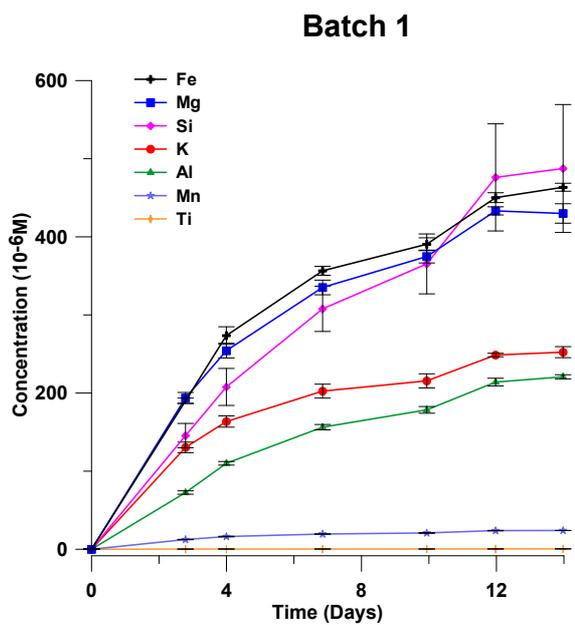 Batch 1
600
400
200
0
Fe
Mg
Si
K
Al
Mn
Ti
Concentration (10-6M)
0 4 8 12
Time (Days)